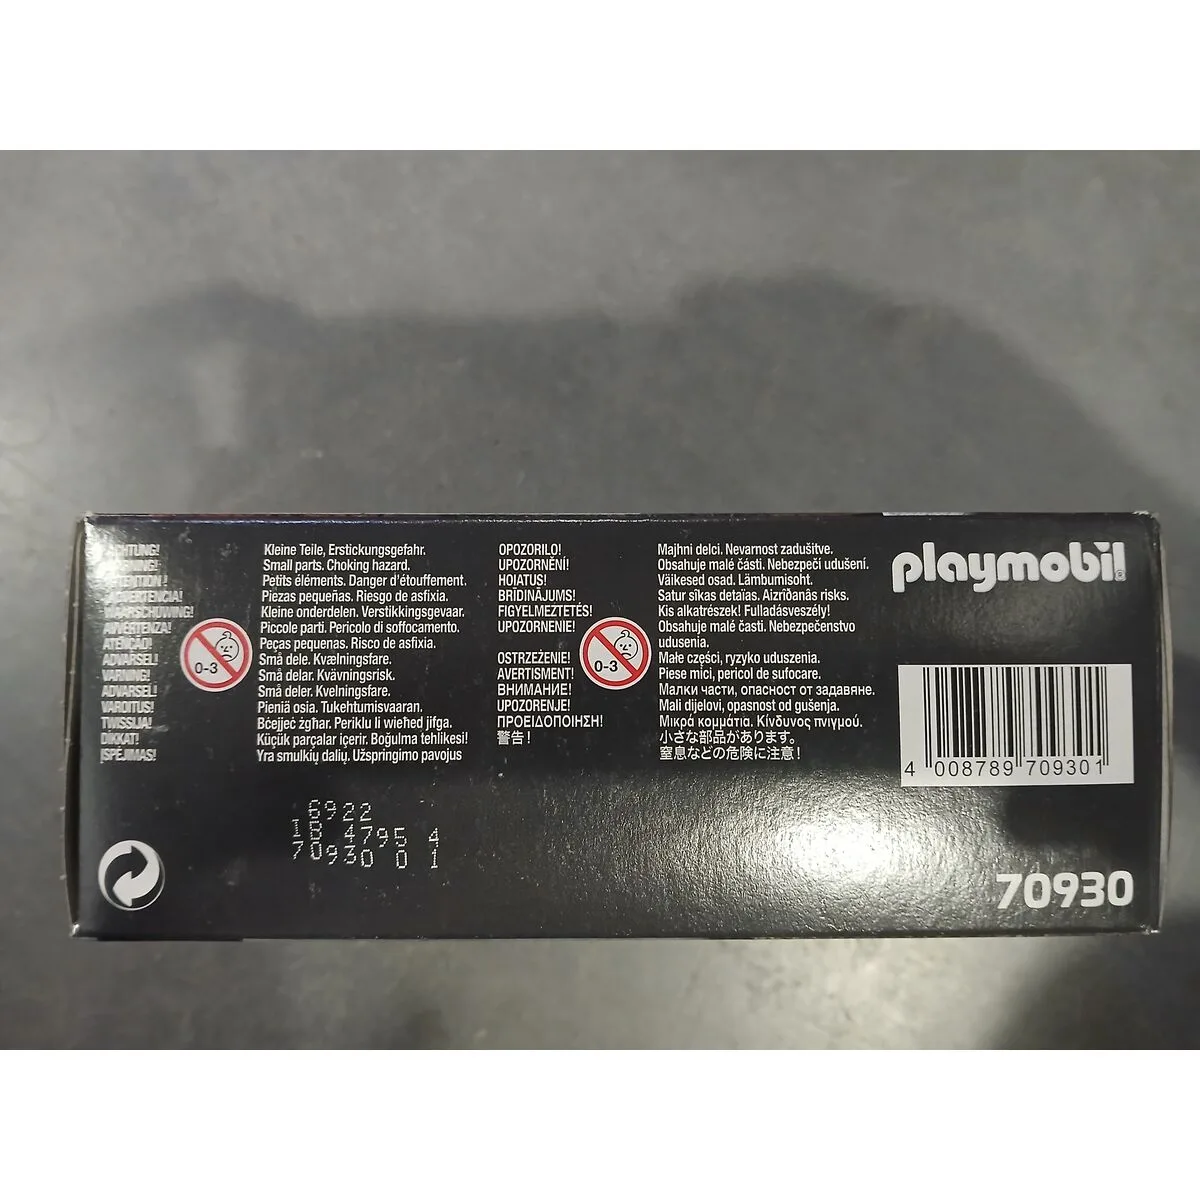 ACHTUNG! Kleine Teile, Erstickungsgefahr.
WARNING! Small parts. Choking hazard.
ATTENTION ! Petits éléments. Danger d'étouffement.
¡ADVERTENCIA! Piezas pequeñas. Riesgo de asfixia.
WAARSCHUWING! Kleine onderdelen. Verstikkingsgevaar.
AVVERTENZA! Piccole parti. Pericolo di soffocamento.
ATENÇÃO! Peças pequenas. Risco de asfixia.
ADVARSEL! Små dele. Kvælningsfare.
VARNING! Små delar. Kvävningsrisk.
ADVARSEL! Små deler. Kvelningsfare.
VAROITUS! Pieniä osia. Tukehtumisvaaran.
TWISSIJA! Bċejjeċ żgħar. Periklu li wieħed jifga.
DİKKAT! Küçük parçalar içerir. Boğulma tehlikesi!
ĮSPĖJIMAS! Yra smulkių dalių. Užspringimo pavojus
0-3
OPOZORILO! Majhni delci. Nevarnost zadušitve.
UPOZORNĚNÍ! Obsahuje malé části. Nebezpečí udušení.
HOIATUS! Väikesed osad. Lämbumisoht.
BRĪDINĀJUMS! Satur sīkas detaļas. Aizrīšanās risks.
FIGYELMEZTETÉS! Kis alkatrészek! Fulladásveszély!
UPOZORNENIE! Obsahuje malé časti. Nebezpečenstvo
udusenia.
OSTRZEŻENIE! Małe części, ryzyko uduszenia.
AVERTISMENT! Piese mici, pericol de sufocare.
ВНИМАНИЕ! Малки части, опасност от задавяне.
UPOZORENJE! Mali dijelovi, opasnost od gušenja.
ΠΡΟΕΙΔΟΠΟΙΗΣΗ! Μικρά κομμάτια. Κίνδυνος πνιγμού.
警告! 小さな部品があります。
窒息などの危険に注意!
0-3
playmobil®
4 008789 709301
6922
1B 4795 4
70930 0 1
70930